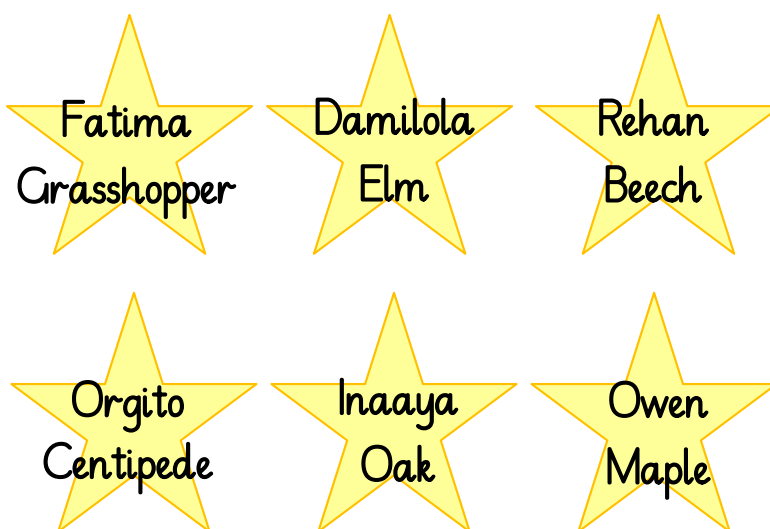 Fatima
Grasshopper
Damilola
Elm
Rehan
Beech
Orgito
Centipede
Inaaya
Oak
Owen
Maple